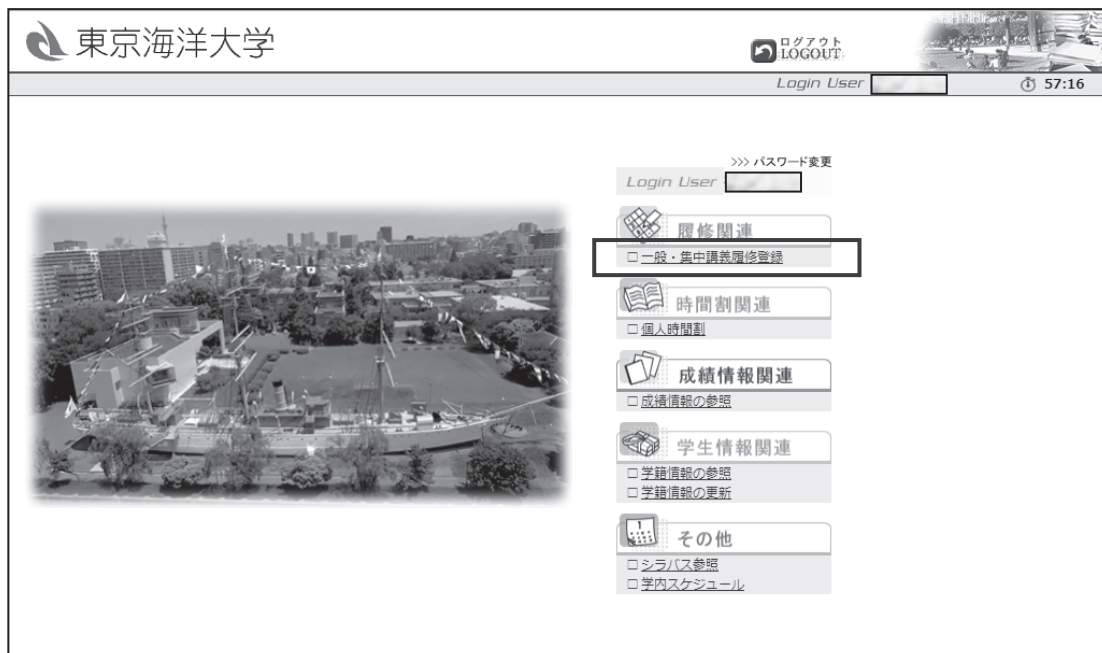 東京海洋大学
ログアウト
LOGOUT
Login User
57:16
>>> パスワード変更
Login User
履修関連
一般・集中講義履修登録
時間割関連
個人時間割
成績情報関連
成績情報の参照
学生情報関連
学籍情報の参照
学籍情報の更新
その他
シラバス参照
学内スケジュール